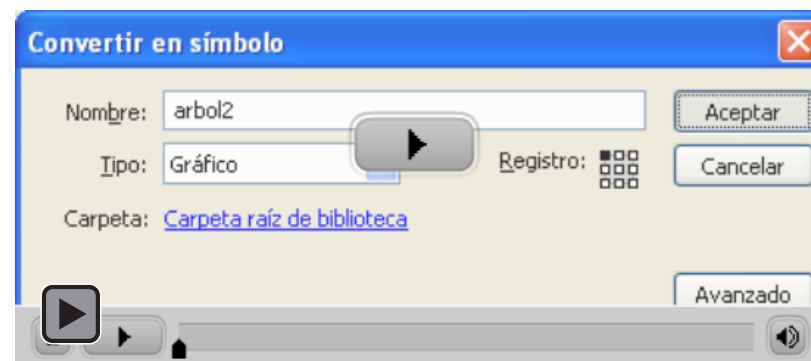 Convertir en símbolo
Nombre: arbol2 Aceptar
Tipo: Gráfico Registro: Cancelar
Carpeta: Carpeta raíz de biblioteca
Avanzado